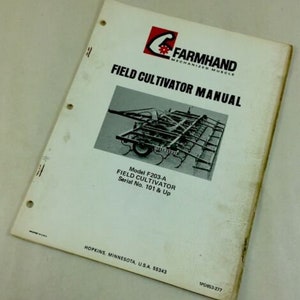 FARMHAND
MECHANIZED MUSCLE
FIELD CULTIVATOR MANUAL
Model F203-A
FIELD CULTIVATOR
Serial No. 101 & Up
HOPKINS, MINNESOTA, U.S.A. 55343